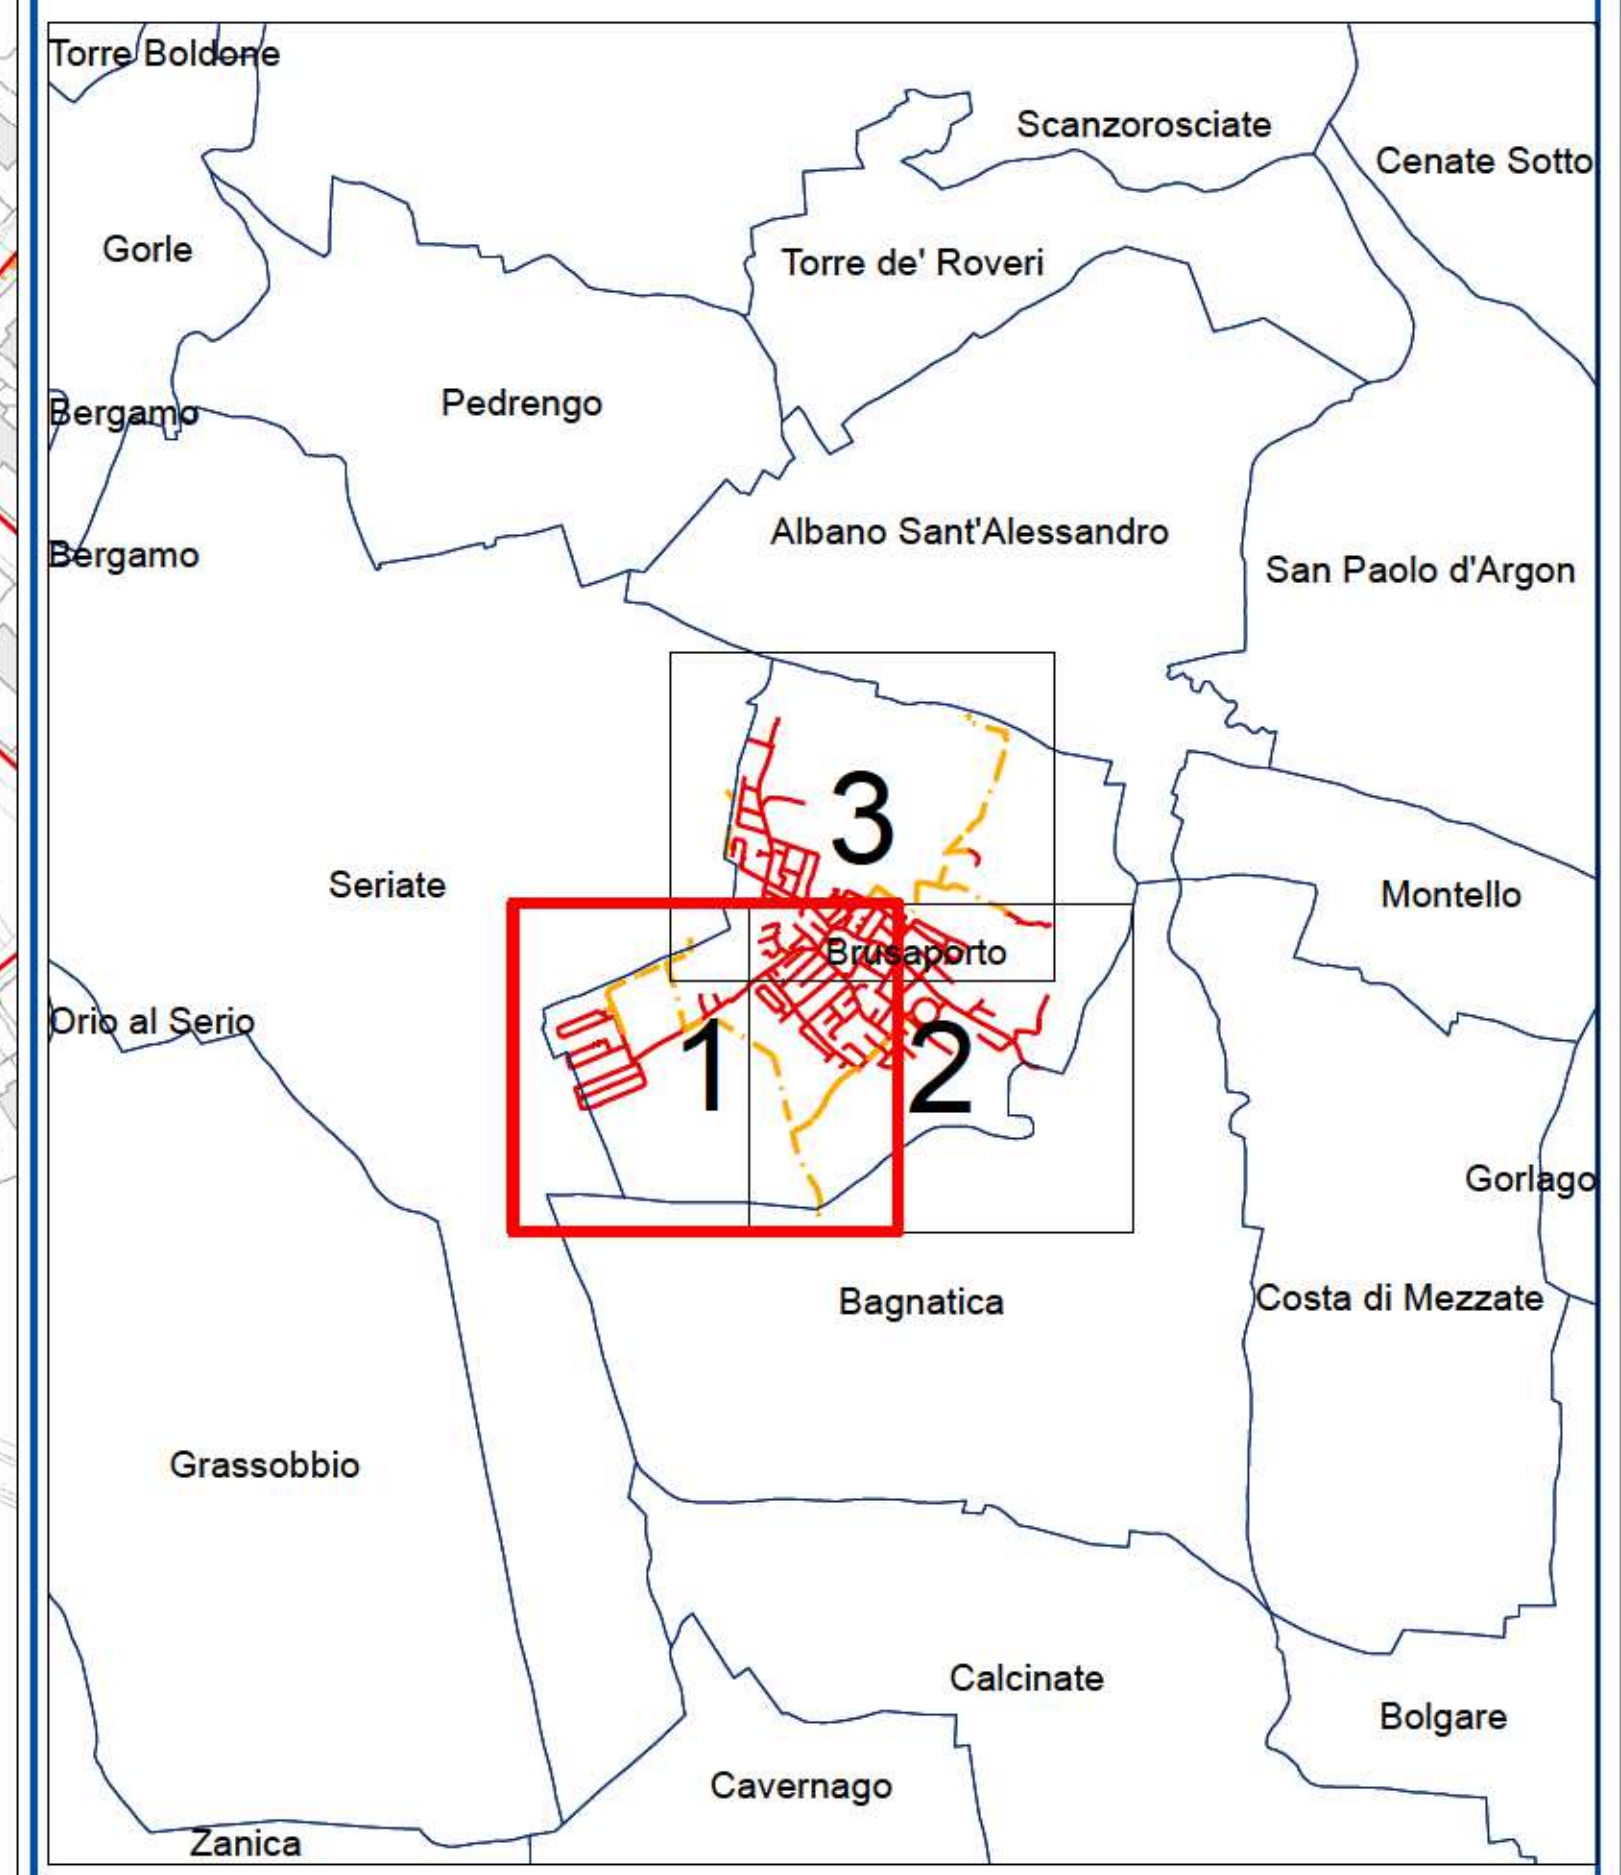 Torre Boldone
Scanzorosciate
Cenate Sotto
Gorle
Torre de' Roveri
Pedrengo
Bergamo
Albano Sant'Alessandro
Bergamo
San Paolo d'Argon
3
Seriate
Montello
Brusaporto
Orio al Serio
1
2
Gorlago
Bagnatica
Costa di Mezzate
Grassobbio
Calcinate
Bolgare
Cavernago
Zanica